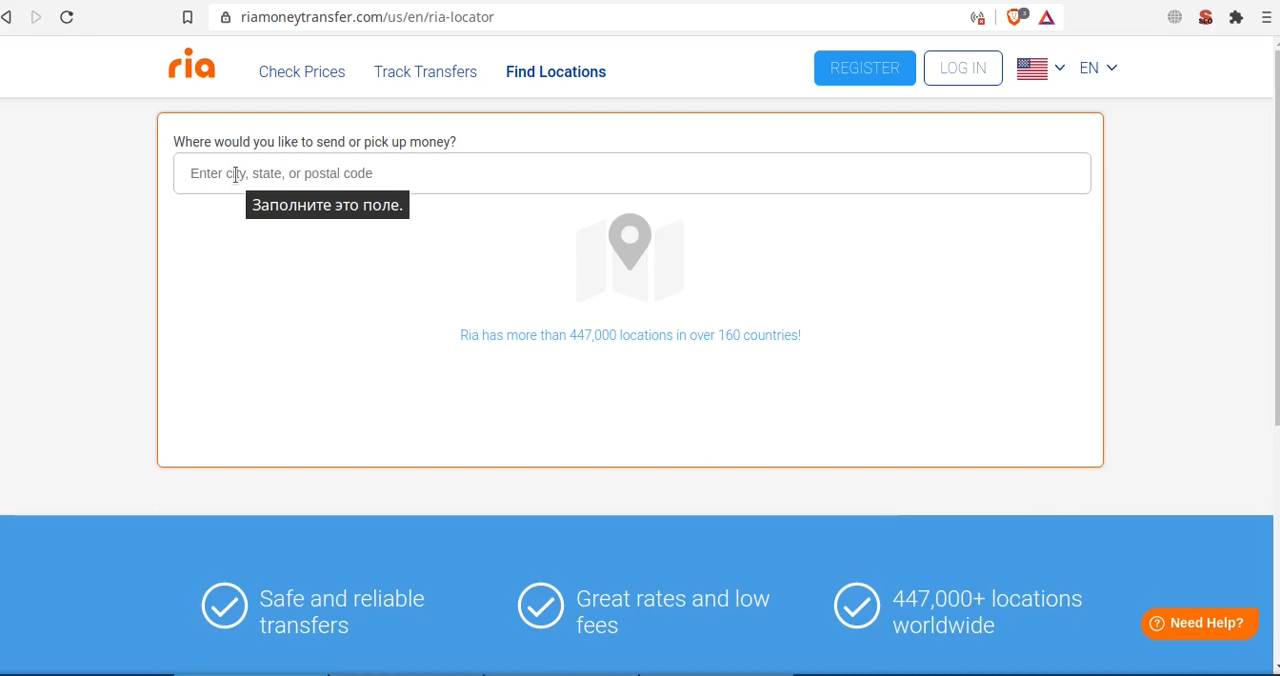 riamoneytransfer.com/us/en/ria-locator
3
SEO
ria
Check Prices
Track Transfers
Find Locations
REGISTER
LOG IN
EN
Where would you like to send or pick up money?
Enter city, state, or postal code
Заполните это поле.
Ria has more than 447,000 locations in over 160 countries!
Safe and reliable
transfers
Great rates and low
fees
447,000+ locations
worldwide
? Need Help?